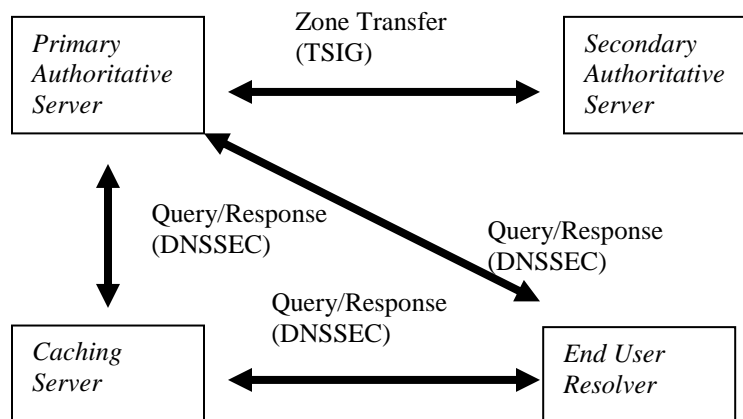 Primary
Authoritative
Server
Zone Transfer
(TSIG)
Secondary
Authoritative
Server
Query/Response
(DNSSEC)
Query/Response
(DNSSEC)
Query/Response
(DNSSEC)
Caching
Server
End User
Resolver